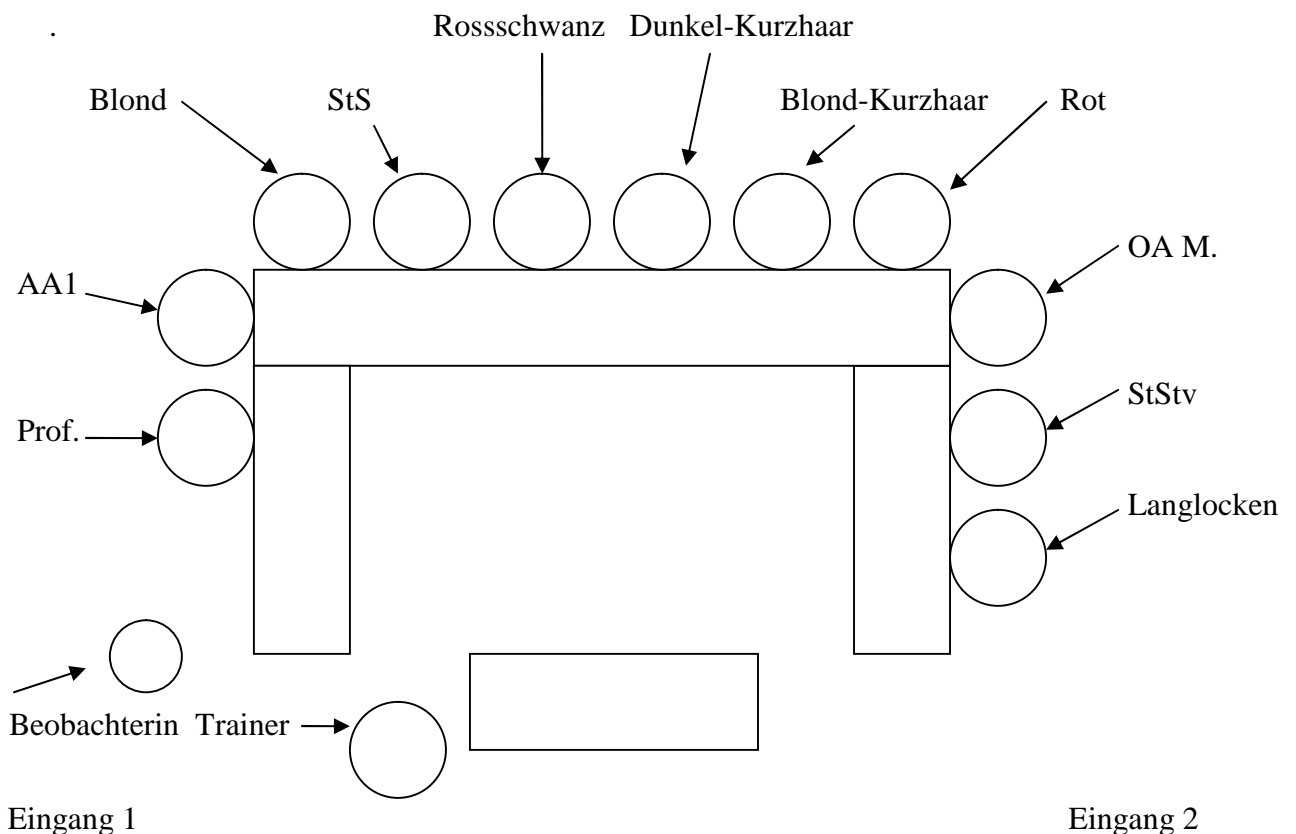 .
Rossschwanz Dunkel-Kurzhaar
Blond StS Blond-Kurzhaar Rot
OA M.
AA1
StStv
Prof.
Langlocken
Beobachterin Trainer
Eingang 1 Eingang 2